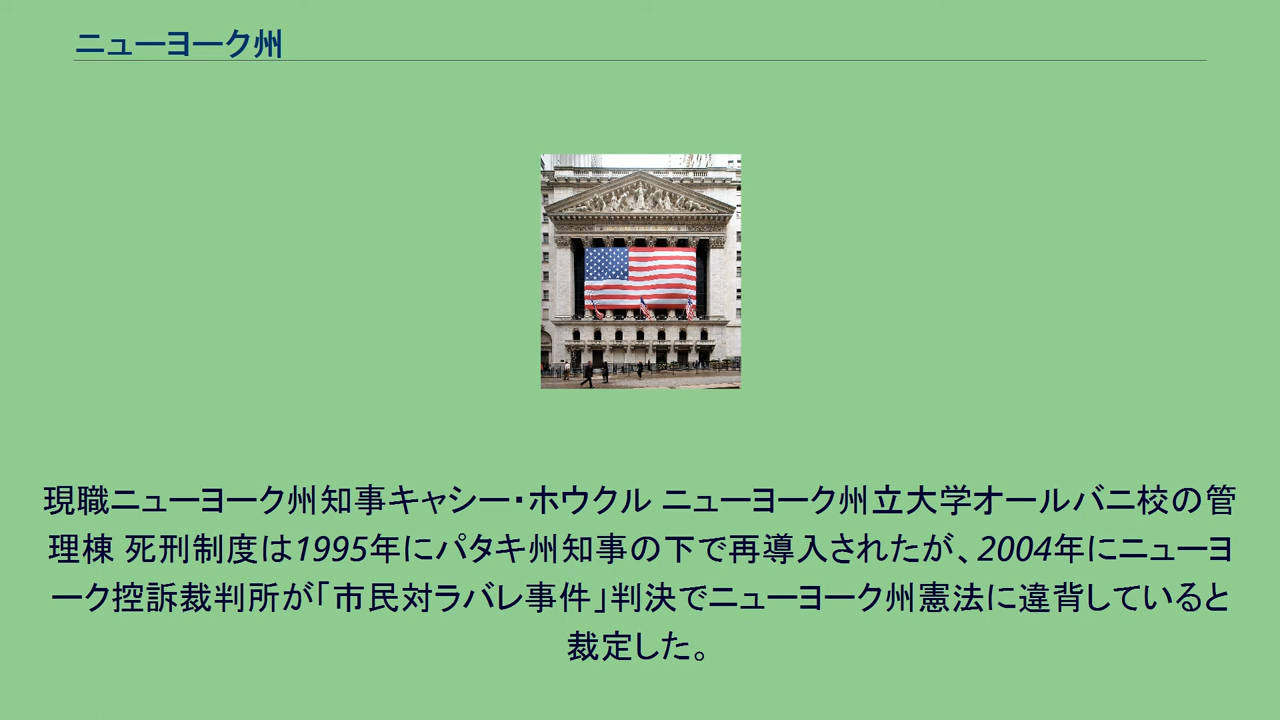 ニューヨーク州
現職ニューヨーク州知事キャシー・ホウクル ニューヨーク州立大学オールバニ校の管
理棟 死刑制度は1995年にパタキ州知事の下で再導入されたが、2004年にニューヨ
ーク控訴裁判所が「市民対ラバレ事件」判決でニューヨーク州憲法に違背していると
裁定した。